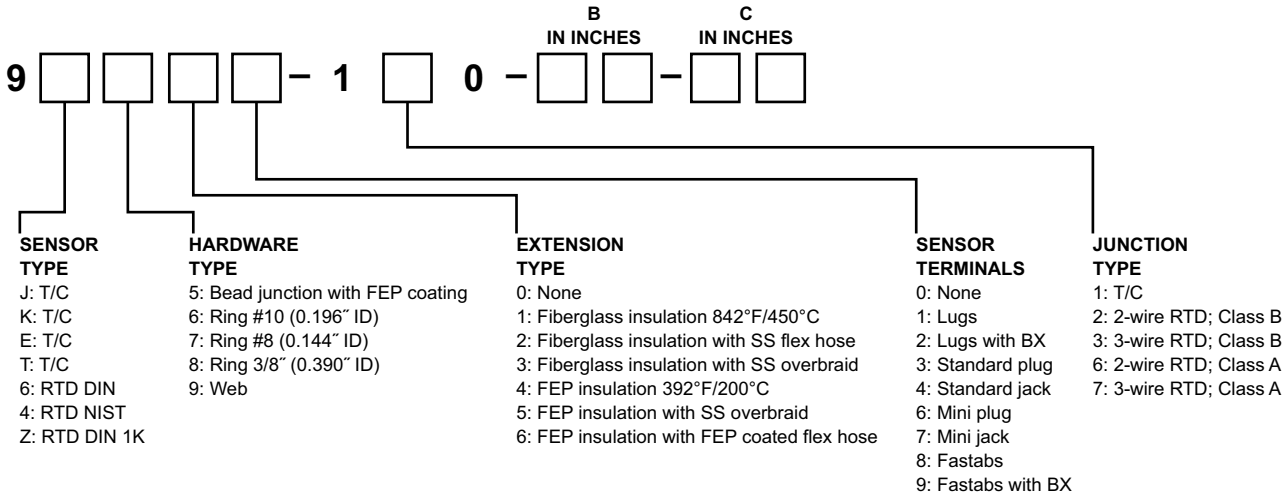 B
IN INCHES
C
IN INCHES
9 – 1 0 – –
SENSOR
TYPE
J: T/C
K: T/C
E: T/C
T: T/C
6: RTD DIN
4: RTD NIST
Z: RTD DIN 1K
HARDWARE
TYPE
5: Bead junction with FEP coating
6: Ring #10 (0.196˝ ID)
7: Ring #8 (0.144˝ ID)
8: Ring 3/8˝ (0.390˝ ID)
9: Web
EXTENSION
TYPE
0: None
1: Fiberglass insulation 842°F/450°C
2: Fiberglass insulation with SS flex hose
3: Fiberglass insulation with SS overbraid
4: FEP insulation 392°F/200°C
5: FEP insulation with SS overbraid
6: FEP insulation with FEP coated flex hose
SENSOR
TERMINALS
0: None
1: Lugs
2: Lugs with BX
3: Standard plug
4: Standard jack
6: Mini plug
7: Mini jack
8: Fastabs
9: Fastabs with BX
JUNCTION
TYPE
1: T/C
2: 2-wire RTD; Class B
3: 3-wire RTD; Class B
6: 2-wire RTD; Class A
7: 3-wire RTD; Class A